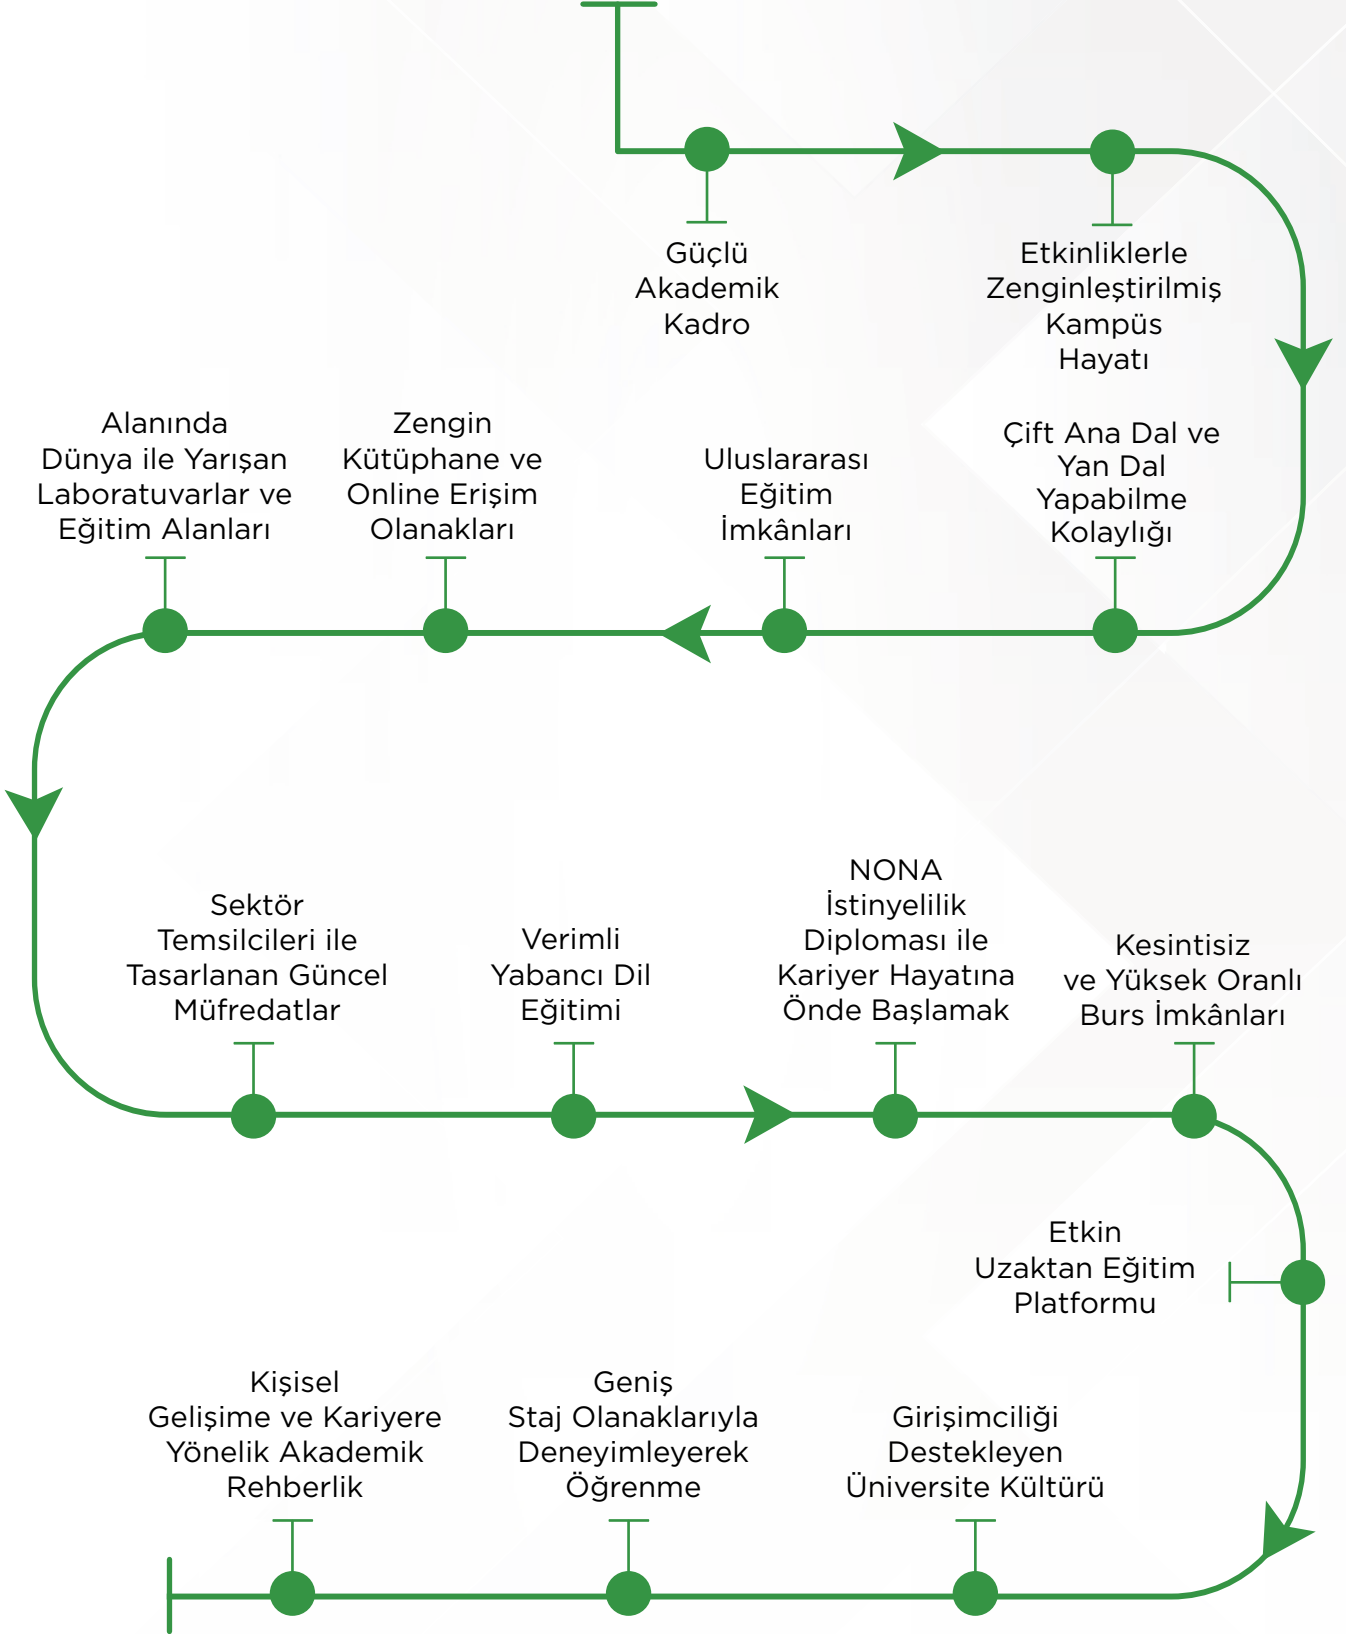 Güçlü
Akademik
Kadro
Etkinliklerle
Zenginleştirilmiş
Kampüs
Hayatı
Alanında
Dünya ile Yarışan
Laboratuvarlar ve
Eğitim Alanları
Zengin
Kütüphane ve
Online Erişim
Olanakları
Uluslararası
Eğitim
İmkânları
Çift Ana Dal ve
Yan Dal
Yapabilme
Kolaylığı
Sektör
Temsilcileri ile
Tasarlanan Güncel
Müfredatlar
Verimli
Yabancı Dil
Eğitimi
NONA
İstinyelilik
Diploması ile
Kariyer Hayatına
Önde Başlamak
Kesintisiz
ve Yüksek Oranlı
Burs İmkânları
Etkin
Uzaktan Eğitim
Platformu
Kişisel
Gelişime ve Kariyere
Yönelik Akademik
Rehberlik
Geniş
Staj Olanaklarıyla
Deneyimleyerek
Öğrenme
Girişimciliği
Destekleyen
Üniversite Kültürü